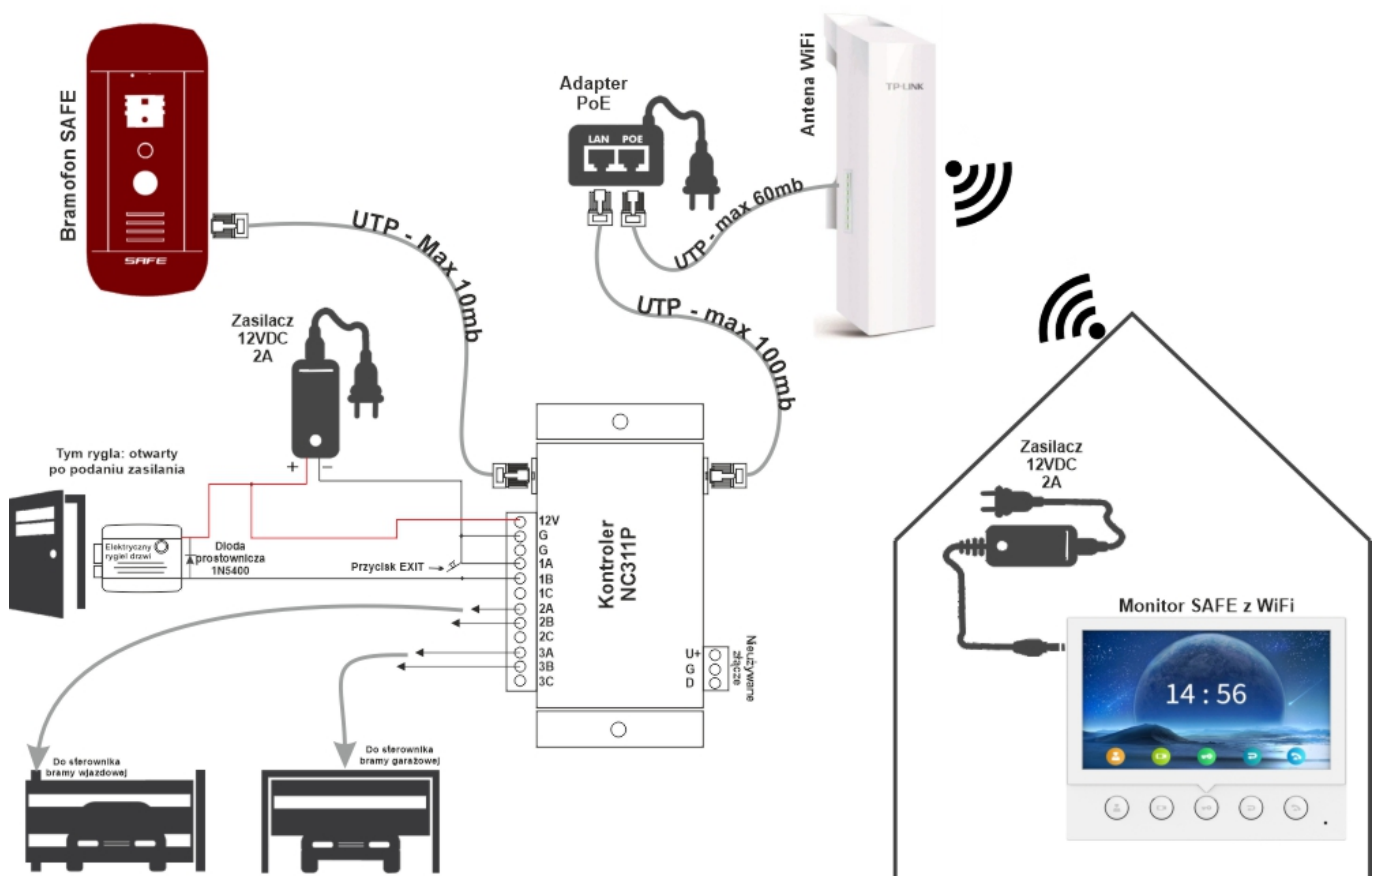 Bramofon SAFE
SAFE
UTP - Max 10mb
Adapter
PoE
LAN POE
UTP - max 60mb
UTP - max 100mb
Antena WiFi
TP-LINK
Zasilacz
12VDC
2A
+ −
Tym rygla: otwarty
po podaniu zasilania
Elektryczny
rygiel drzwi
Dioda
prostownicza
1N5400
Przycisk EXIT
12V
G
G
1A
1B
1C
2A
2B
2C
3A
3B
3C
Kontroler
NC311P
U+
G
D
Nieużywane
złącze
Do sterownika
bramy wjazdowej
Do sterownika
bramy garażowej
Zasilacz
12VDC
2A
Monitor SAFE z WiFi
14 : 56